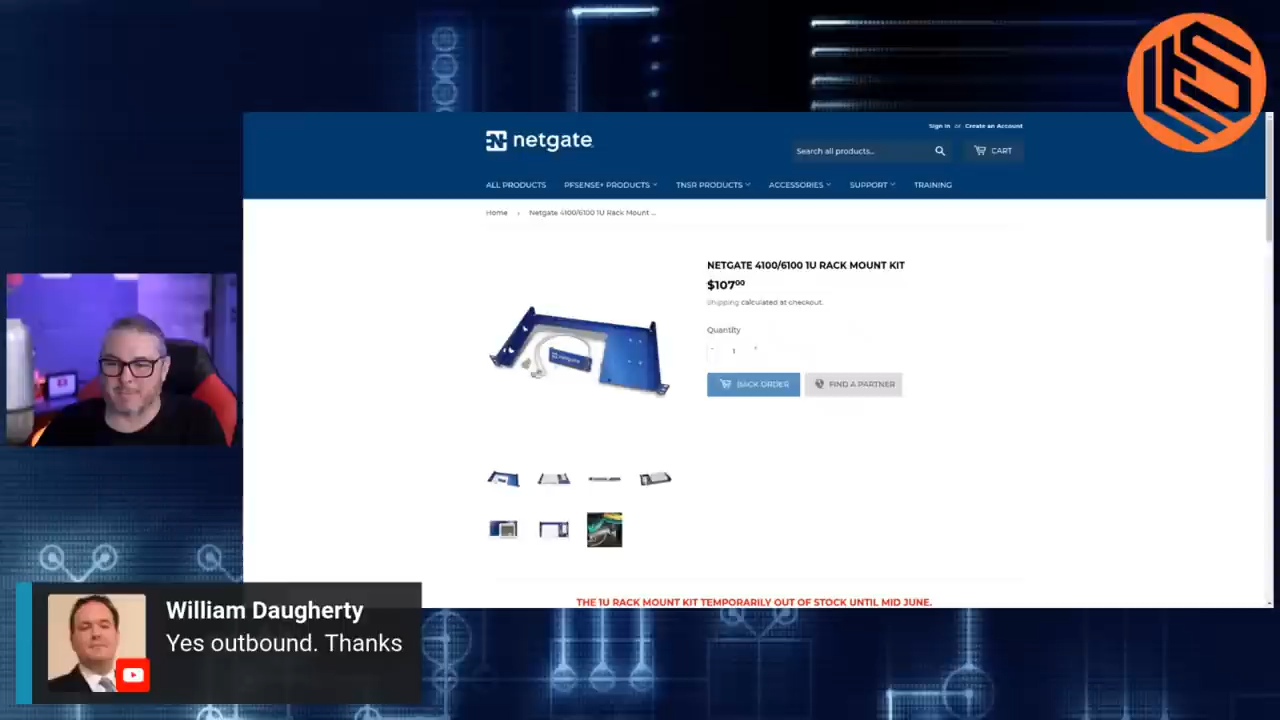 Sign In or Create an Account
netgate
Search all products...
CART
ALL PRODUCTS
PFSENSE+ PRODUCTS
TNSR PRODUCTS
ACCESSORIES
SUPPORT
TRAINING
Home › Netgate 4100/6100 1U Rack Mount ...
NETGATE 4100/6100 1U RACK MOUNT KIT
$107⁰⁰
Shipping calculated at checkout.
Quantity
- 1 +
BACK ORDER
FIND A PARTNER
netgate
THE 1U RACK MOUNT KIT TEMPORARILY OUT OF STOCK UNTIL MID JUNE.
William Daugherty
Yes outbound. Thanks